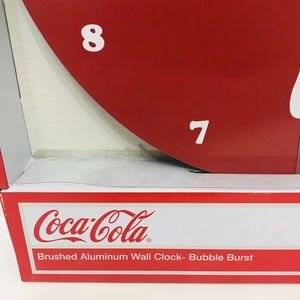 8
7
Coca-Cola®
Brushed Aluminum Wall Clock- Bubble Burst